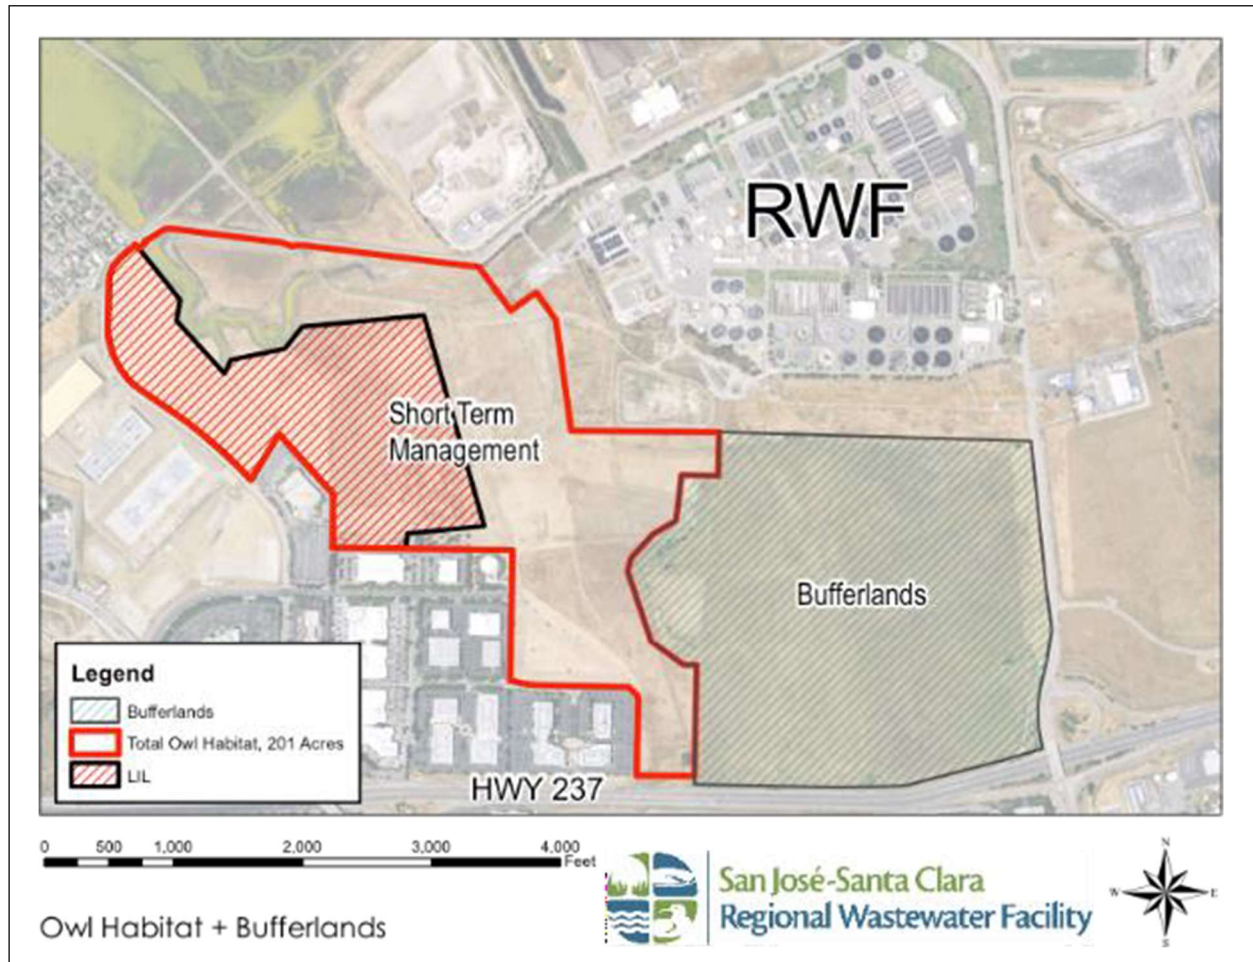 RWF
Short Term
Management
Bufferlands
Legend
Bufferlands
Total Owl Habitat, 201 Acres
LIL
HWY 237
0 500 1,000 2,000 3,000 4,000
Feet
San José-Santa Clara
Regional Wastewater Facility
N
W E
S
Owl Habitat + Bufferlands